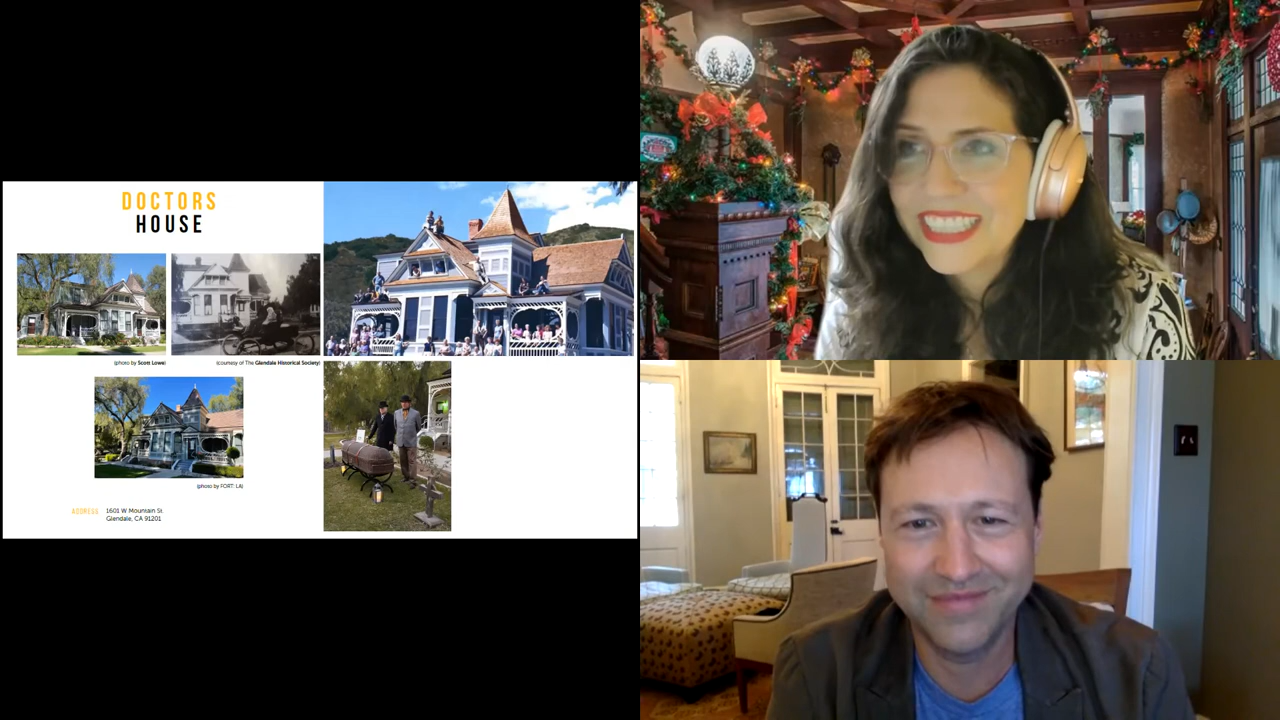 DOCTORS
HOUSE
(photo by Scott Lowe)
(courtesy of The Glendale Historical Society)
(photo by FORT: LA)
ADDRESS 1601 W Mountain St.
Glendale, CA 91201